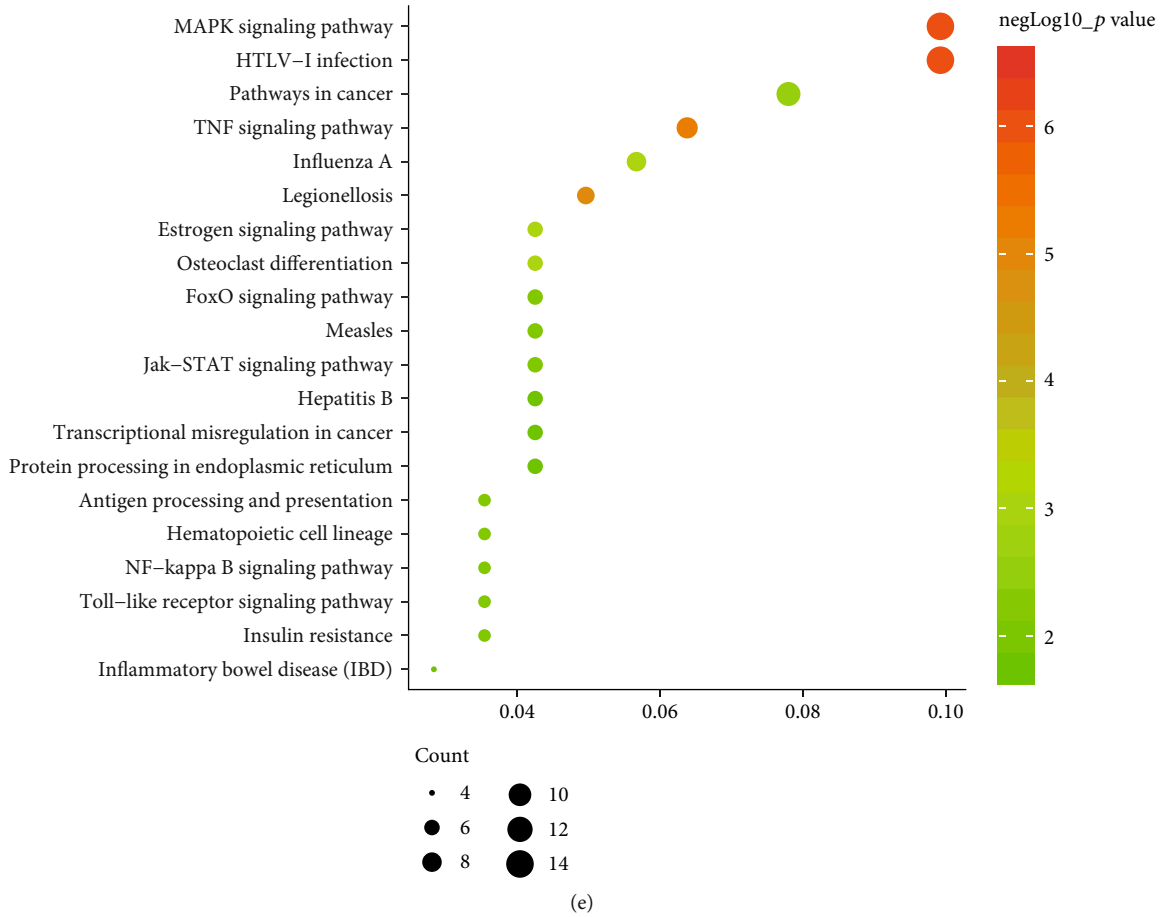 MAPK signaling pathway
HTLV−I infection
Pathways in cancer
TNF signaling pathway
Influenza A
Legionellosis
Estrogen signaling pathway
Osteoclast differentiation
FoxO signaling pathway
Measles
Jak−STAT signaling pathway
Hepatitis B
Transcriptional misregulation in cancer
Protein processing in endoplasmic reticulum
Antigen processing and presentation
Hematopoietic cell lineage
NF−kappa B signaling pathway
Toll−like receptor signaling pathway
Insulin resistance
Inflammatory bowel disease (IBD)
0.04 0.06 0.08 0.10
negLog10_p value
6
5
4
3
2
Count
4 10
6 12
8 14
(e)